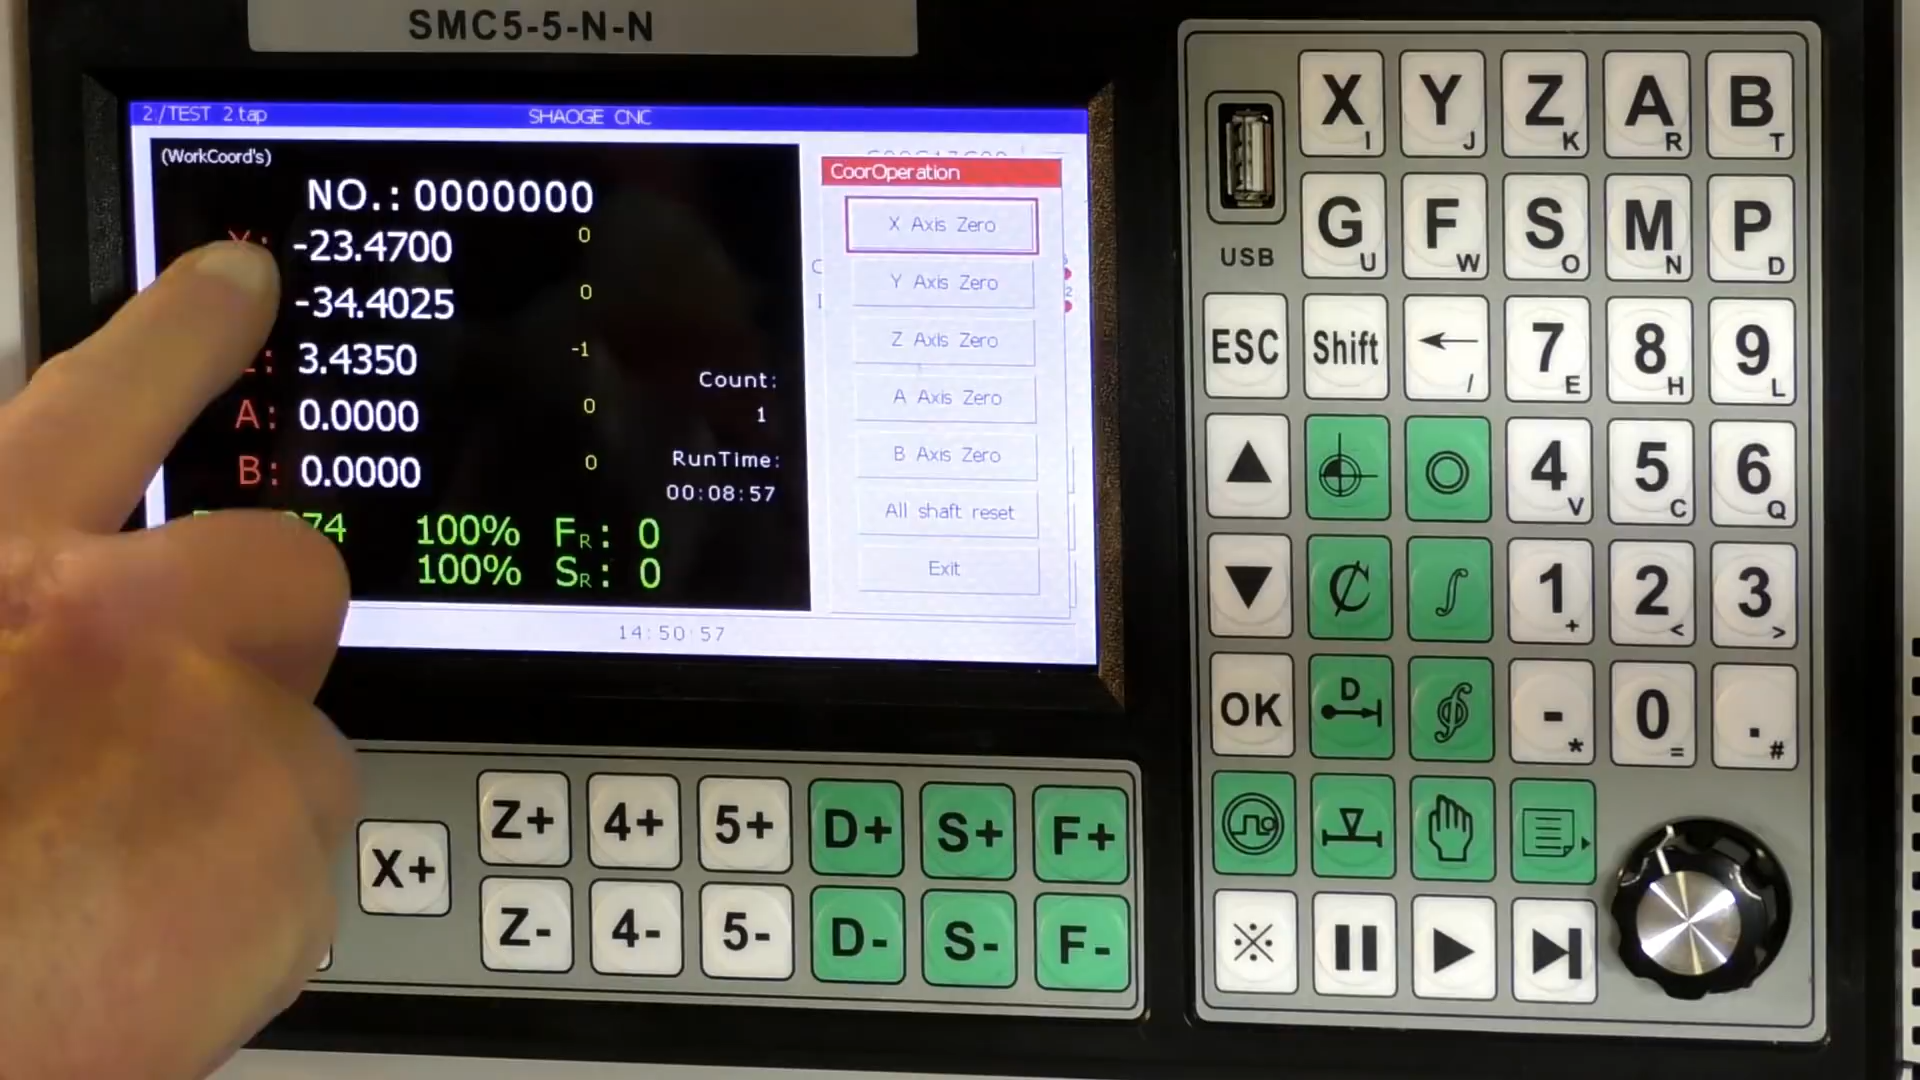 SMC5-5-N-N
2:/TEST 2.tap SHAOGE CNC
(WorkCoord's)
NO.: 0000000
X: -23.4700 0
-34.4025 0
: 3.4350 -1
A: 0.0000 0
B: 0.0000 0
Count:
1
RunTime:
00:08:57
74 100% FR: 0
100% SR: 0
14:50:57
CoorOperation
X Axis Zero
Y Axis Zero
Z Axis Zero
A Axis Zero
B Axis Zero
All shaft reset
Exit
USB
X I Y J Z K A R B T
G U F W S O M N P D
ESC Shift ← / 7 E 8 H 9 L
▲ 4 V 5 C 6 Q
▼ ₡ ∫ 1 + 2 < 3 >
OK D ∮ - * 0 = . #
※
X+ Z+ 4+ 5+ D+ S+ F+
Z- 4- 5- D- S- F-